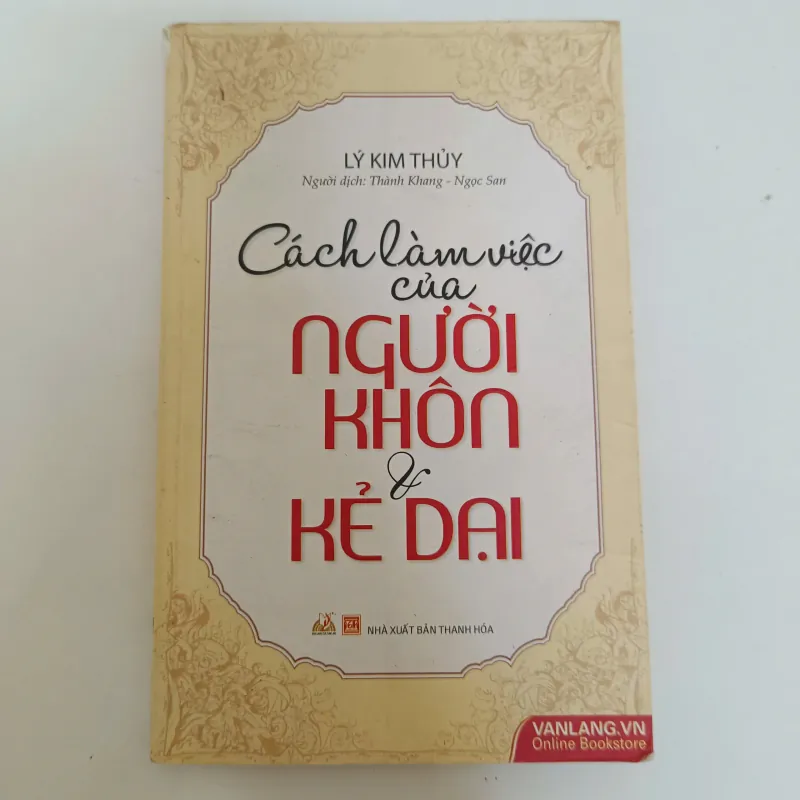 LÝ KIM THỦY
Người dịch: Thành Khang - Ngọc San
Cách làm việc
của
NGƯỜI
KHÔN
&
KẺ DẠI
NHÀ XUẤT BẢN THANH HÓA
VANLANG.VN
Online Bookstore